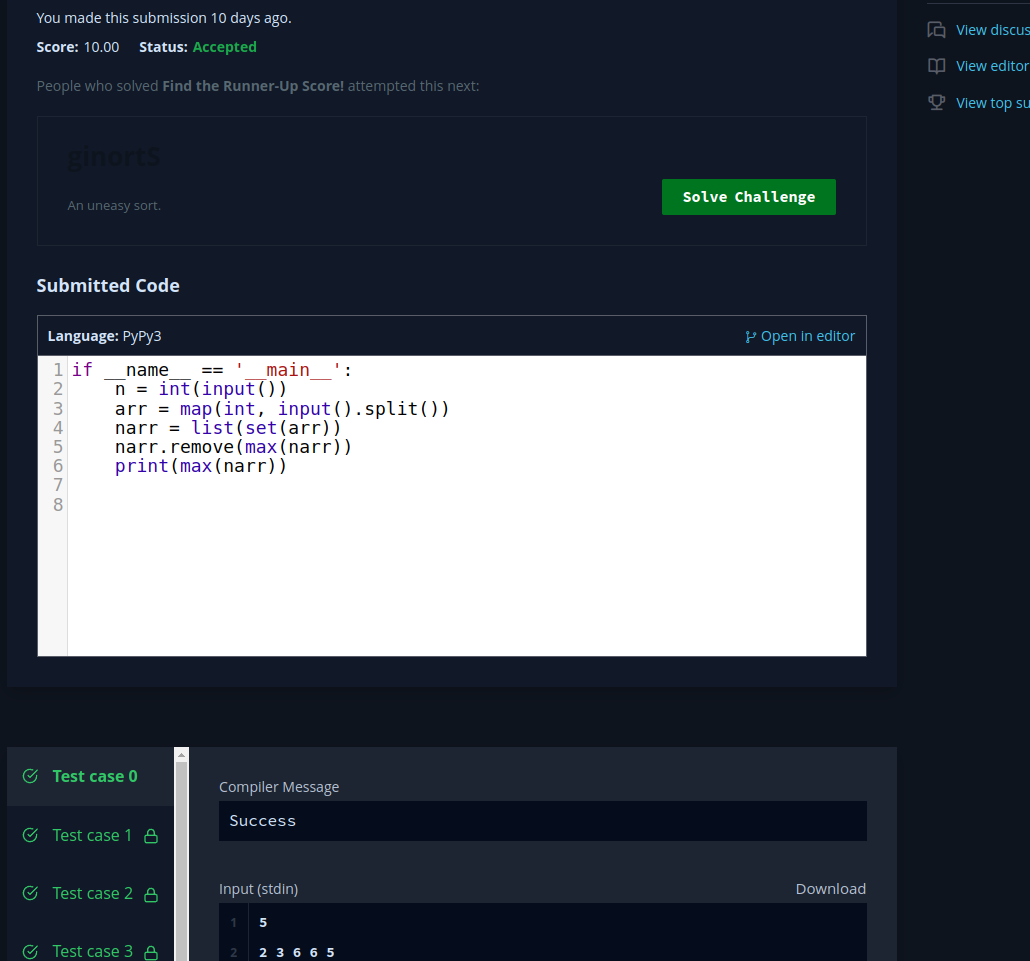 You made this submission 10 days ago.
Score: 10.00 Status: Accepted
People who solved Find the Runner-Up Score! attempted this next:
ginortS
An uneasy sort.
Solve Challenge
Submitted Code
Language: PyPy3
Open in editor
1 if __name__ == '__main__':
2     n = int(input())
3     arr = map(int, input().split())
4     narr = list(set(arr))
5     narr.remove(max(narr))
6     print(max(narr))
7
8
Test case 0
Test case 1
Test case 2
Test case 3
Compiler Message
Success
Input (stdin)
Download
1 5
2 2 3 6 6 5
View discus
View editor
View top su